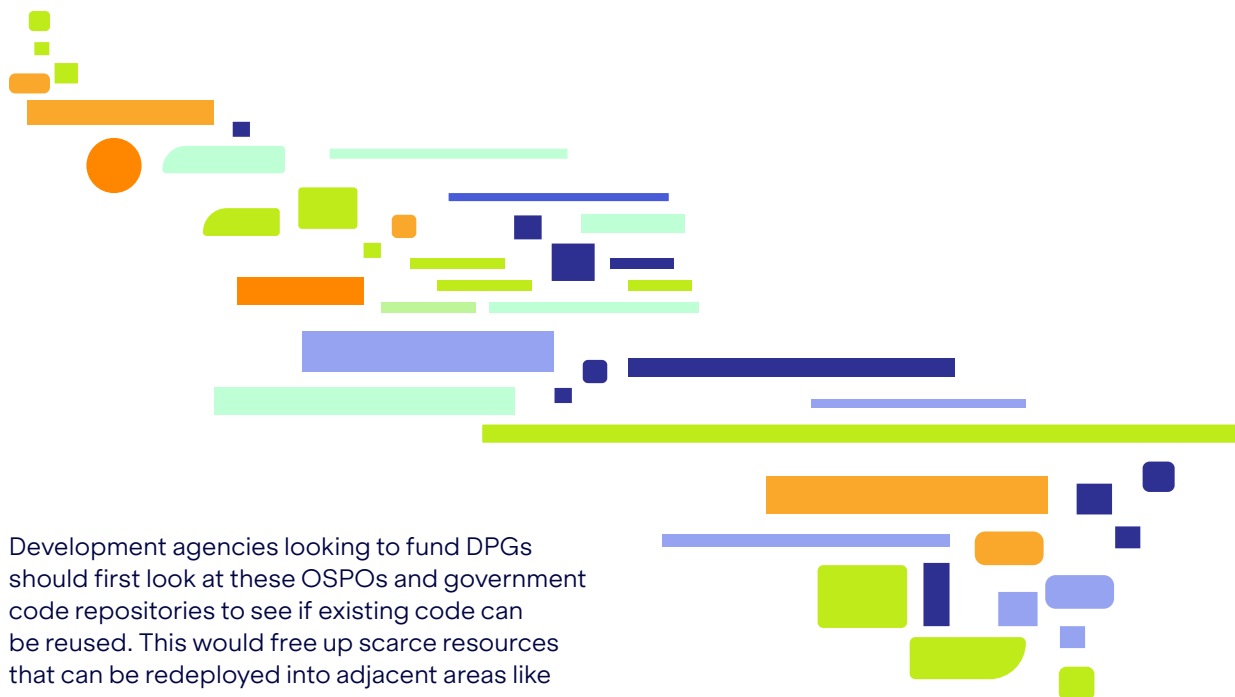 Development agencies looking to fund DPGs
should first look at these OSPOs and government
code repositories to see if existing code can
be reused. This would free up scarce resources
that can be redeployed into adjacent areas like